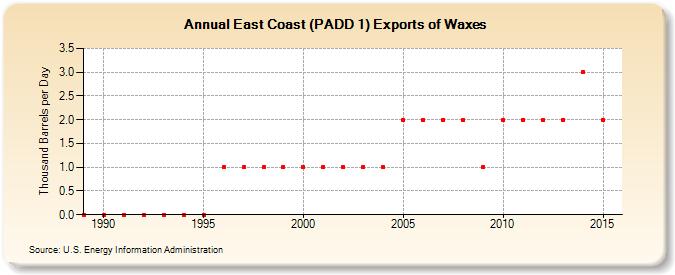 Annual East Coast (PADD 1) Exports of Waxes
Thousand Barrels per Day
3.5
3.0
2.5
2.0
1.5
1.0
0.5
0.0
1990 1995 2000 2005 2010 2015
Source: U.S. Energy Information Administration